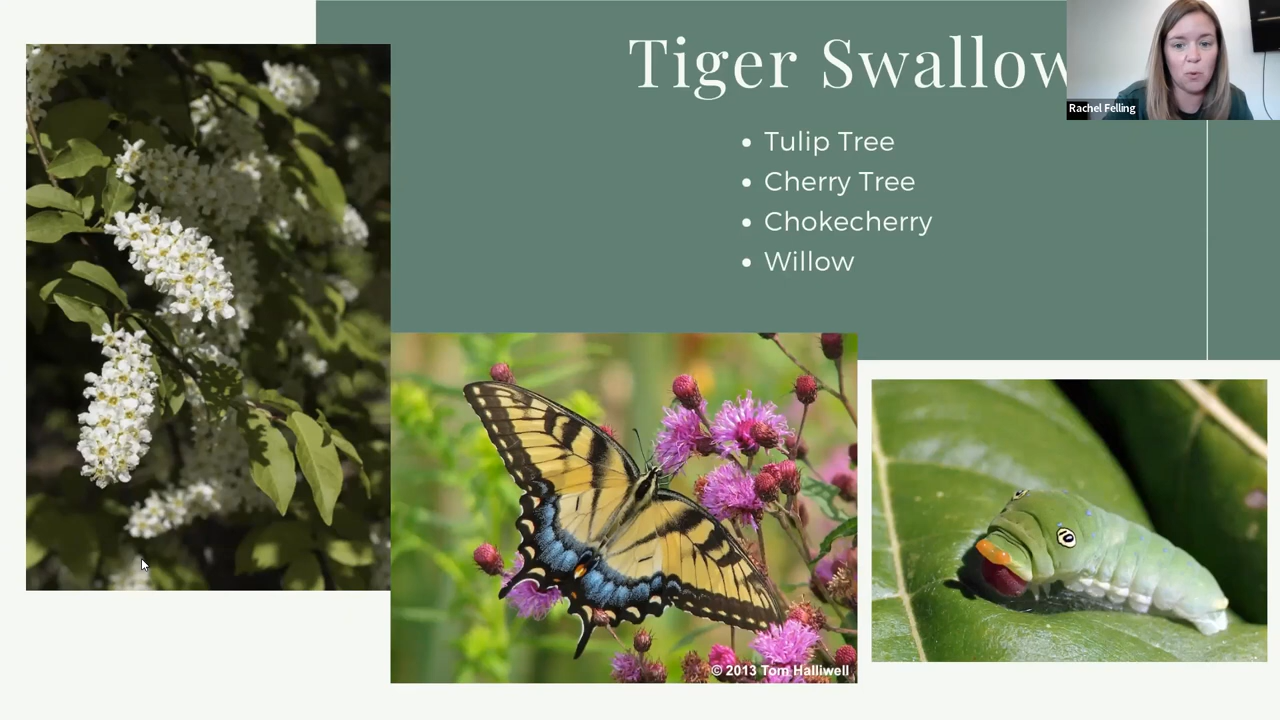 Tiger Swallow
Rachel Felling
Tulip Tree
Cherry Tree
Chokecherry
Willow
© 2013 Tom Halliwell